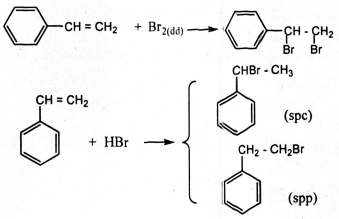 CH = CH₂ + Br₂(dd) → CH - CH₂
Br Br
CHBr - CH₃
(spc)
CH = CH₂
+ HBr →
CH₂ - CH₂Br
(spp)